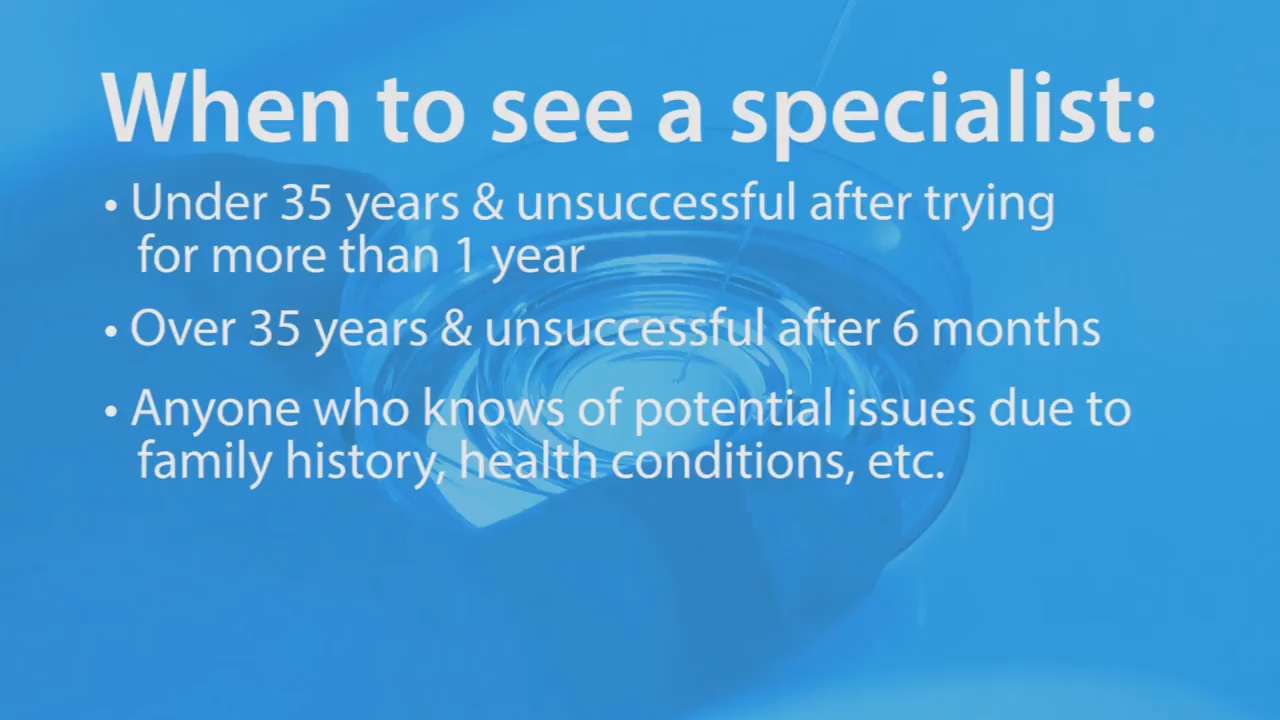 When to see a specialist:
• Under 35 years & unsuccessful after trying
for more than 1 year
• Over 35 years & unsuccessful after 6 months
• Anyone who knows of potential issues due to
family history, health conditions, etc.